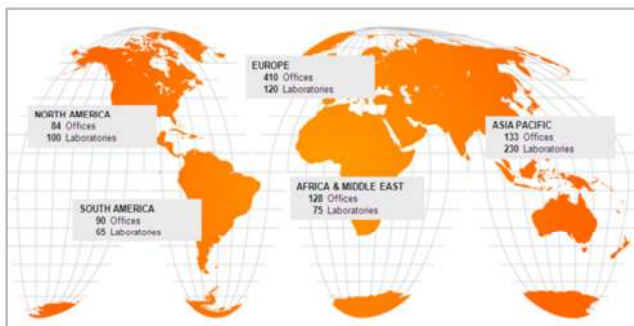 EUROPE
410 Offices
120 Laboratories
NORTH AMERICA
84 Offices
100 Laboratories
ASIA PACIFIC
133 Offices
230 Laboratories
AFRICA & MIDDLE EAST
128 Offices
75 Laboratories
SOUTH AMERICA
90 Offices
65 Laboratories